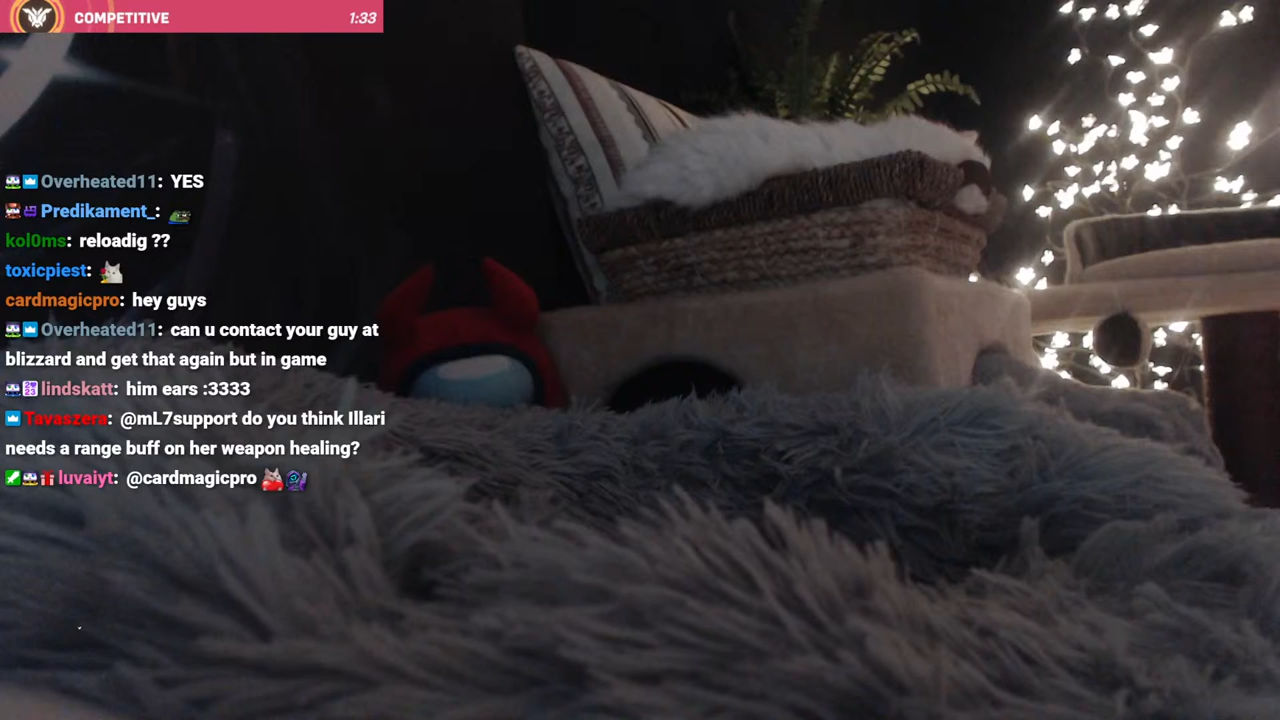 COMPETITIVE 1:33
Overheated11: YES
Predikament_:
kol0ms: reloadig ??
toxicpiest:
cardmagicpro: hey guys
Overheated11: can u contact your guy at
blizzard and get that again but in game
lindskatt: him ears :3333
Tavaszera: @mL7support do you think Illari
needs a range buff on her weapon healing?
luvaiyt: @cardmagicpro